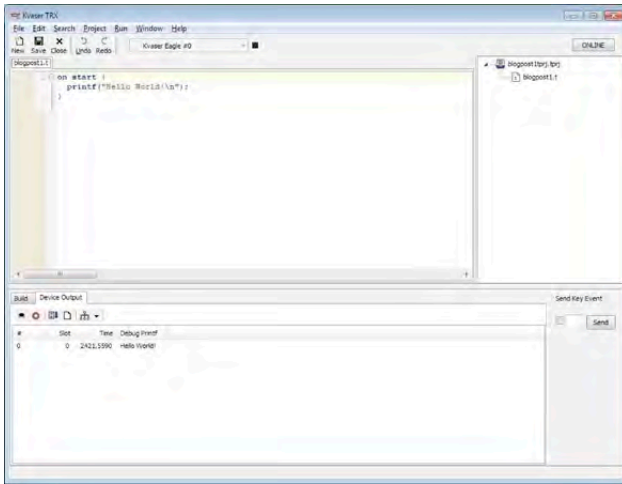 Kvaser TRX
File Edit Search Project Run Window Help
New Save Close Undo Redo Kvaser Eagle #0 ONLINE
blogpost1.t
on start {
printf("Hello World!\n");
}
blogpost1tprj.tprj
blogpost1.t
Build Device Output
Send Key Event
Send
# Slot Time Debug Printf
0 0 2421.5590 Hello World!